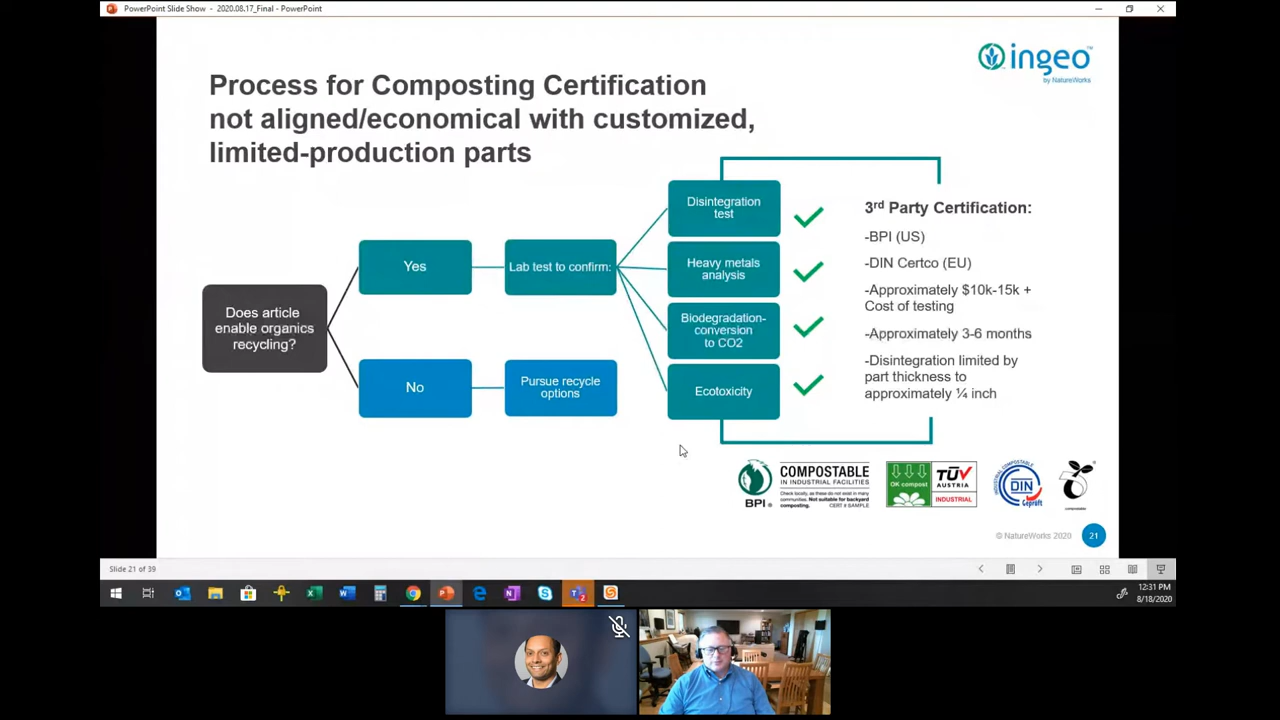 PowerPoint Slide Show - 2020.08.17_Final - PowerPoint
ingeo™
by NatureWorks
Process for Composting Certification
not aligned/economical with customized,
limited-production parts
Does article
enable organics
recycling?
Yes
No
Lab test to confirm:
Pursue recycle
options
Disintegration
test
Heavy metals
analysis
Biodegradation-
conversion
to CO2
Ecotoxicity
3rd Party Certification:
-BPI (US)
-DIN Certco (EU)
-Approximately $10k-15k +
Cost of testing
-Approximately 3-6 months
-Disintegration limited by
part thickness to
approximately ¼ inch
BPI®
COMPOSTABLE
IN INDUSTRIAL FACILITIES
Check locally, as these do not exist in many
communities. Not suitable for backyard
composting. CERT # SAMPLE
OK compost
TÜV
AUSTRIA
INDUSTRIAL
INDUSTRIAL COMPOSTABLE
DIN
Geprüft
®
compostable
© NatureWorks 2020
21
Slide 21 of 39
12:31 PM
8/18/2020